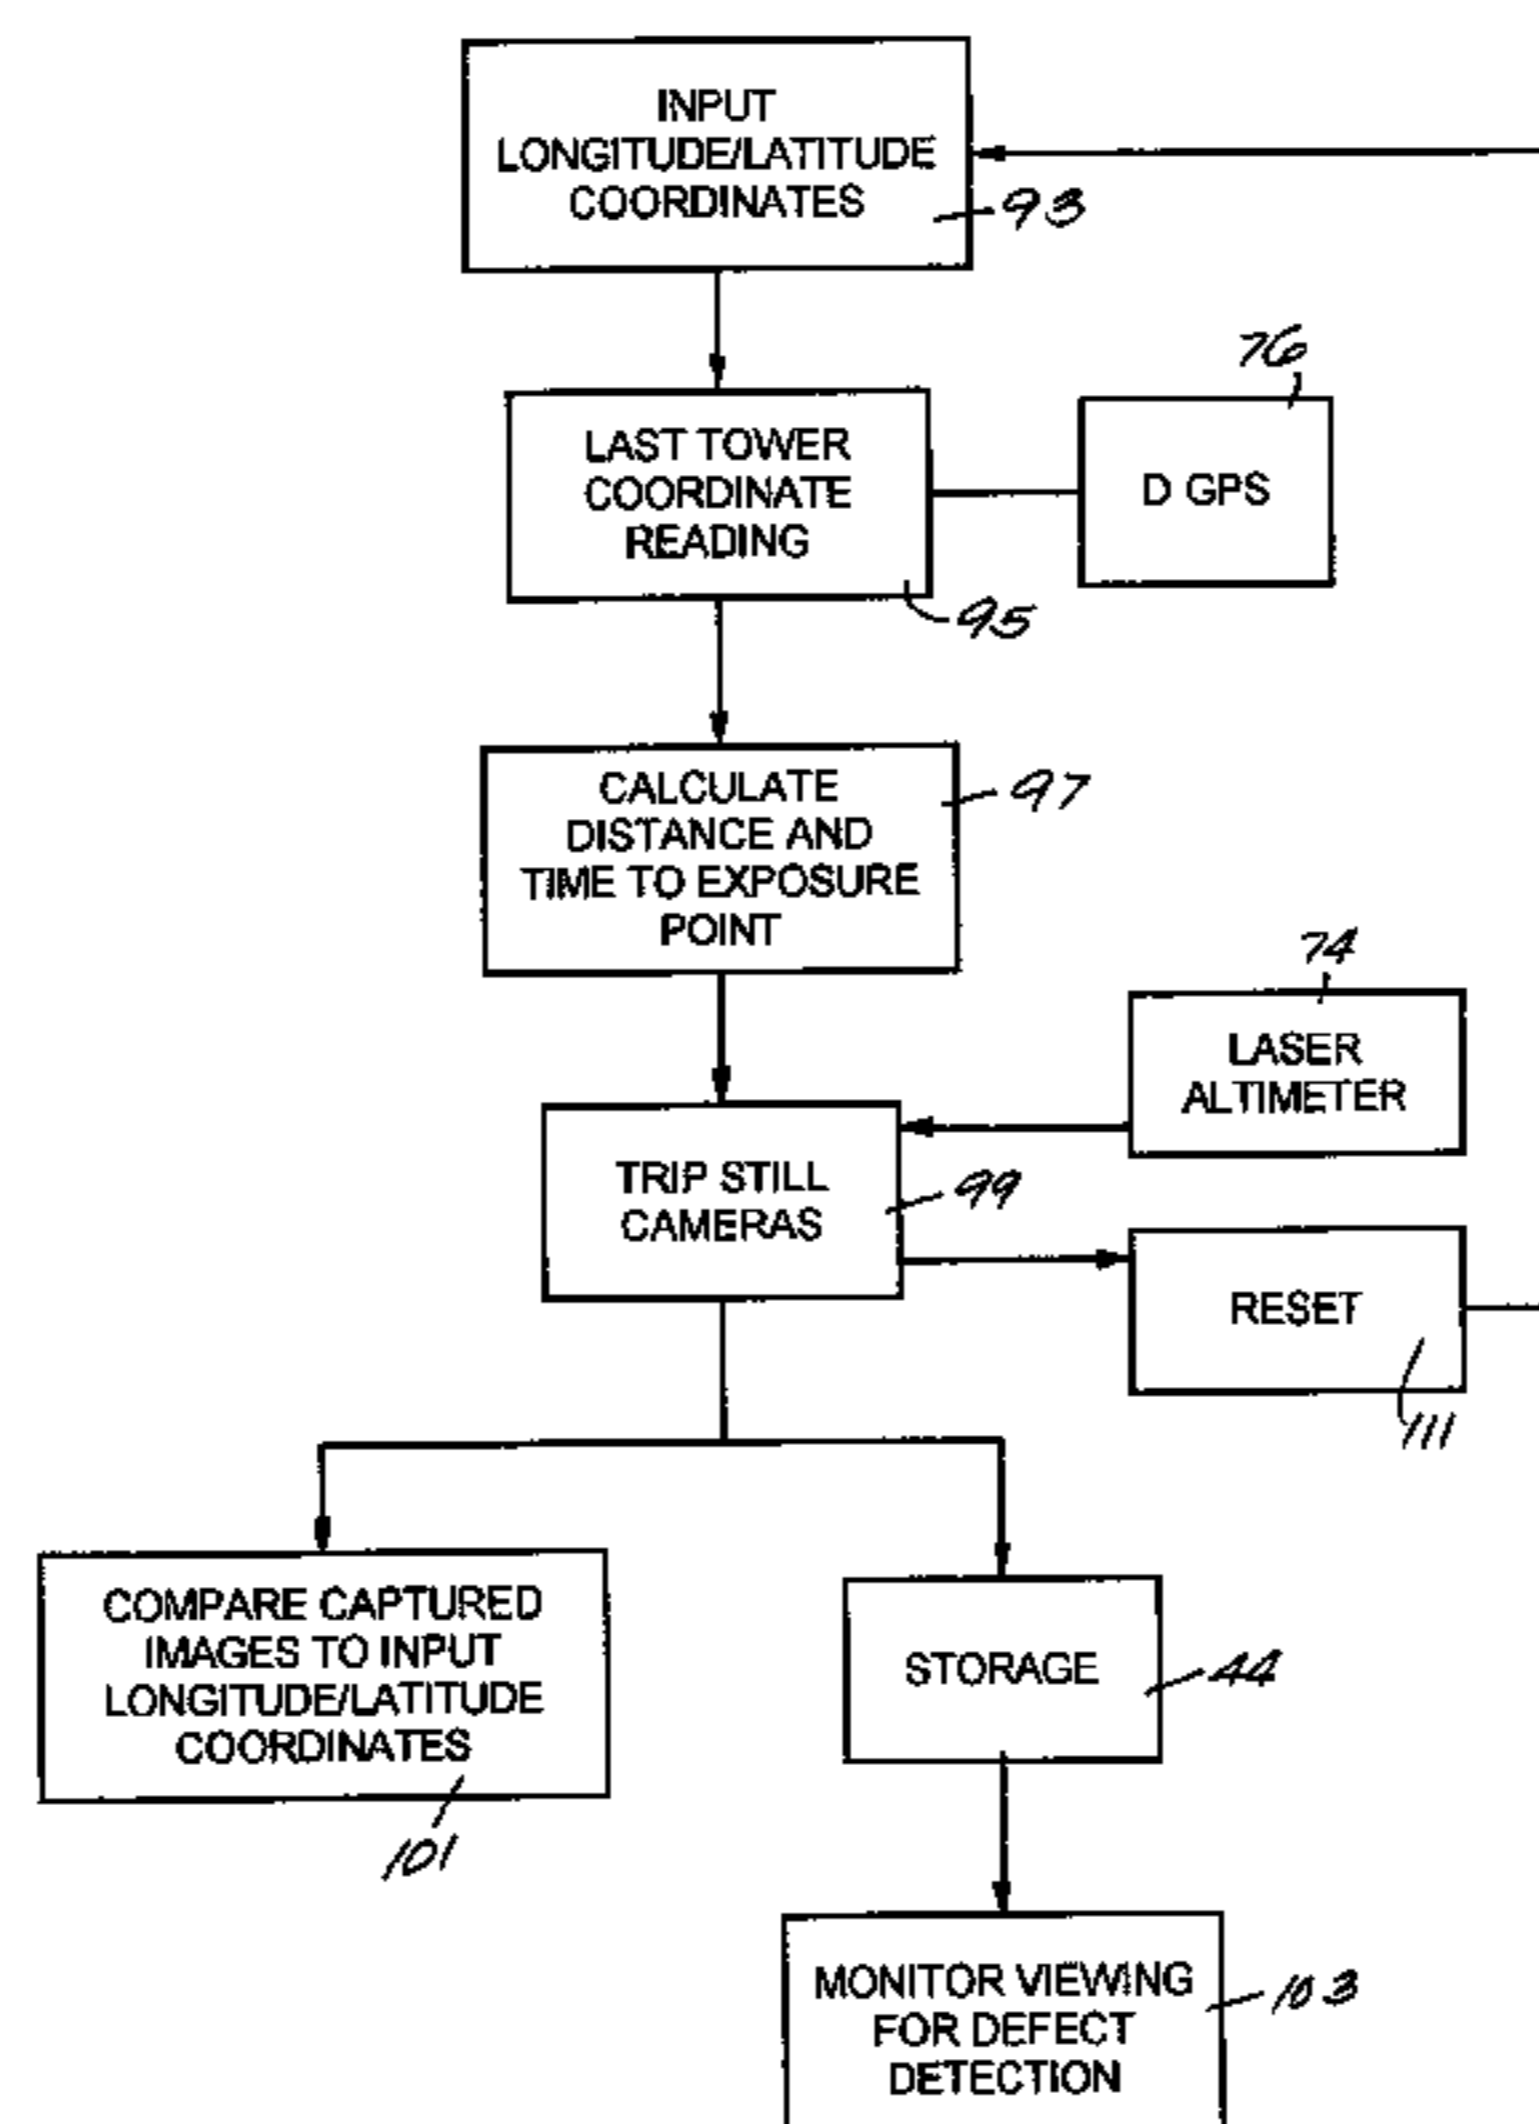 INPUT
LONGITUDE/LATITUDE
COORDINATES
93
76
LAST TOWER
COORDINATE
READING
95
D GPS
CALCULATE
DISTANCE AND
TIME TO EXPOSURE
POINT
97
74
LASER
ALTIMETER
TRIP STILL
CAMERAS
99
RESET
111
COMPARE CAPTURED
IMAGES TO INPUT
LONGITUDE/LATITUDE
COORDINATES
101
STORAGE
44
MONITOR VIEWING
FOR DEFECT
DETECTION
103